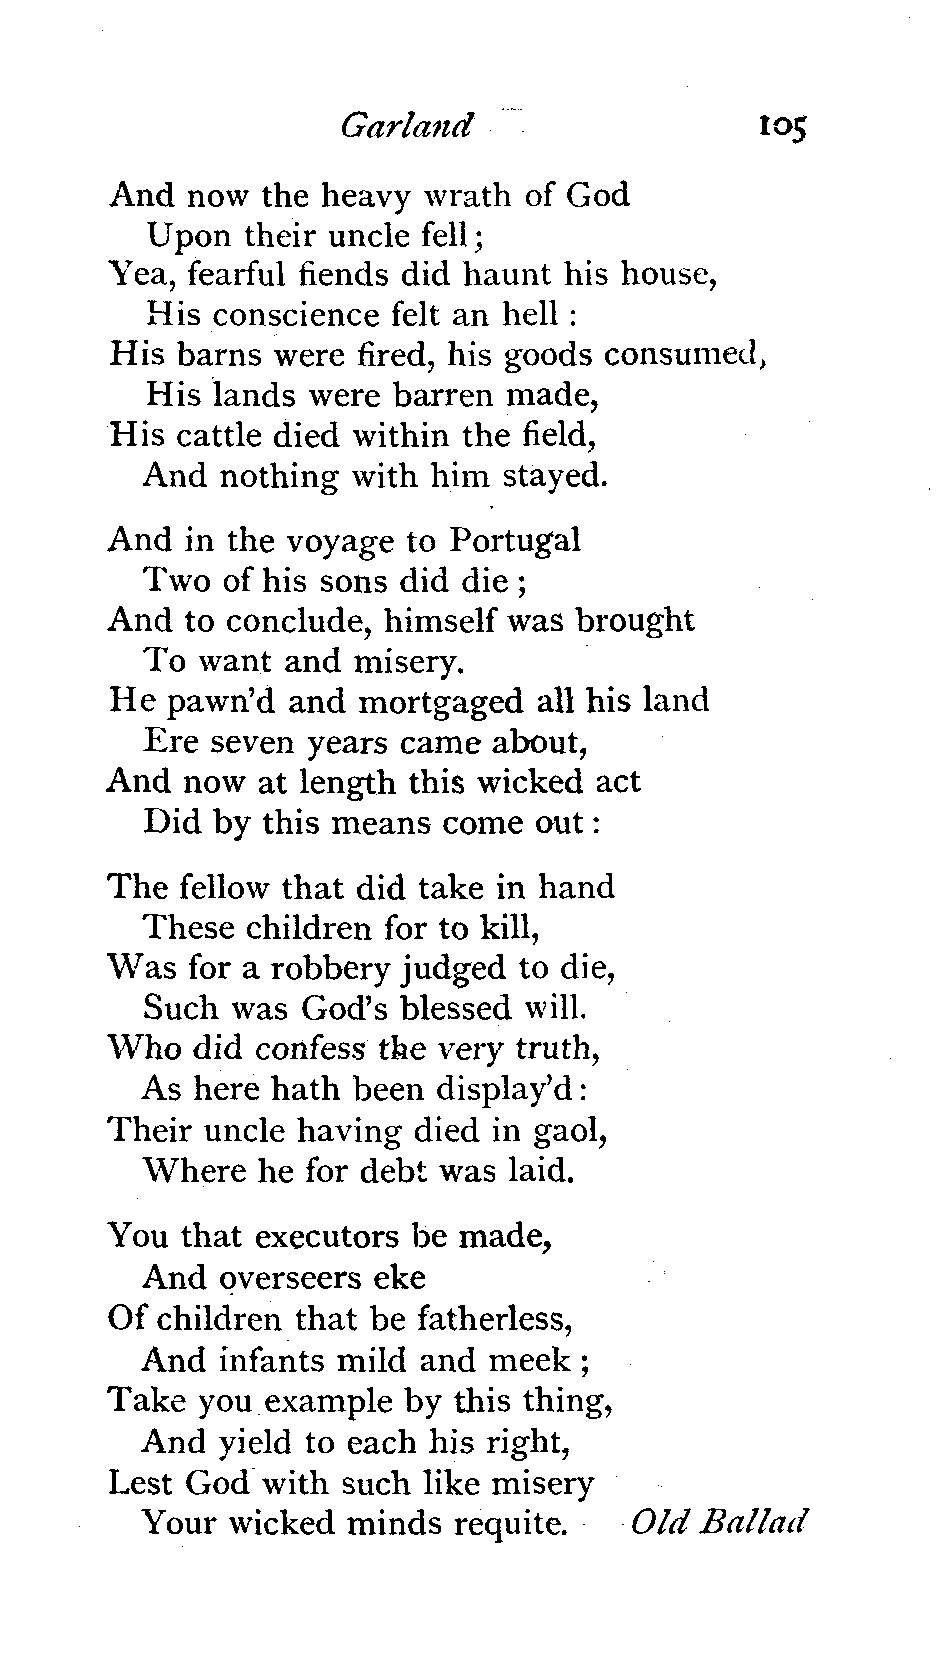 Garland 105
And now the heavy wrath of God
Upon their uncle fell;
Yea, fearful fiends did haunt his house,
His conscience felt an hell :
His barns were fired, his goods consumed,
His lands were barren made,
His cattle died within the field,
And nothing with him stayed.
And in the voyage to Portugal
Two of his sons did die ;
And to conclude, himself was brought
To want and misery.
He pawn'd and mortgaged all his land
Ere seven years came about,
And now at length this wicked act
Did by this means come out :
The fellow that did take in hand
These children for to kill,
Was for a robbery judged to die,
Such was God's blessed will.
Who did confess the very truth,
As here hath been display'd :
Their uncle having died in gaol,
Where he for debt was laid.
You that executors be made,
And overseers eke
Of children that be fatherless,
And infants mild and meek ;
Take you example by this thing,
And yield to each his right,
Lest God with such like misery
Your wicked minds requite. Old Ballad